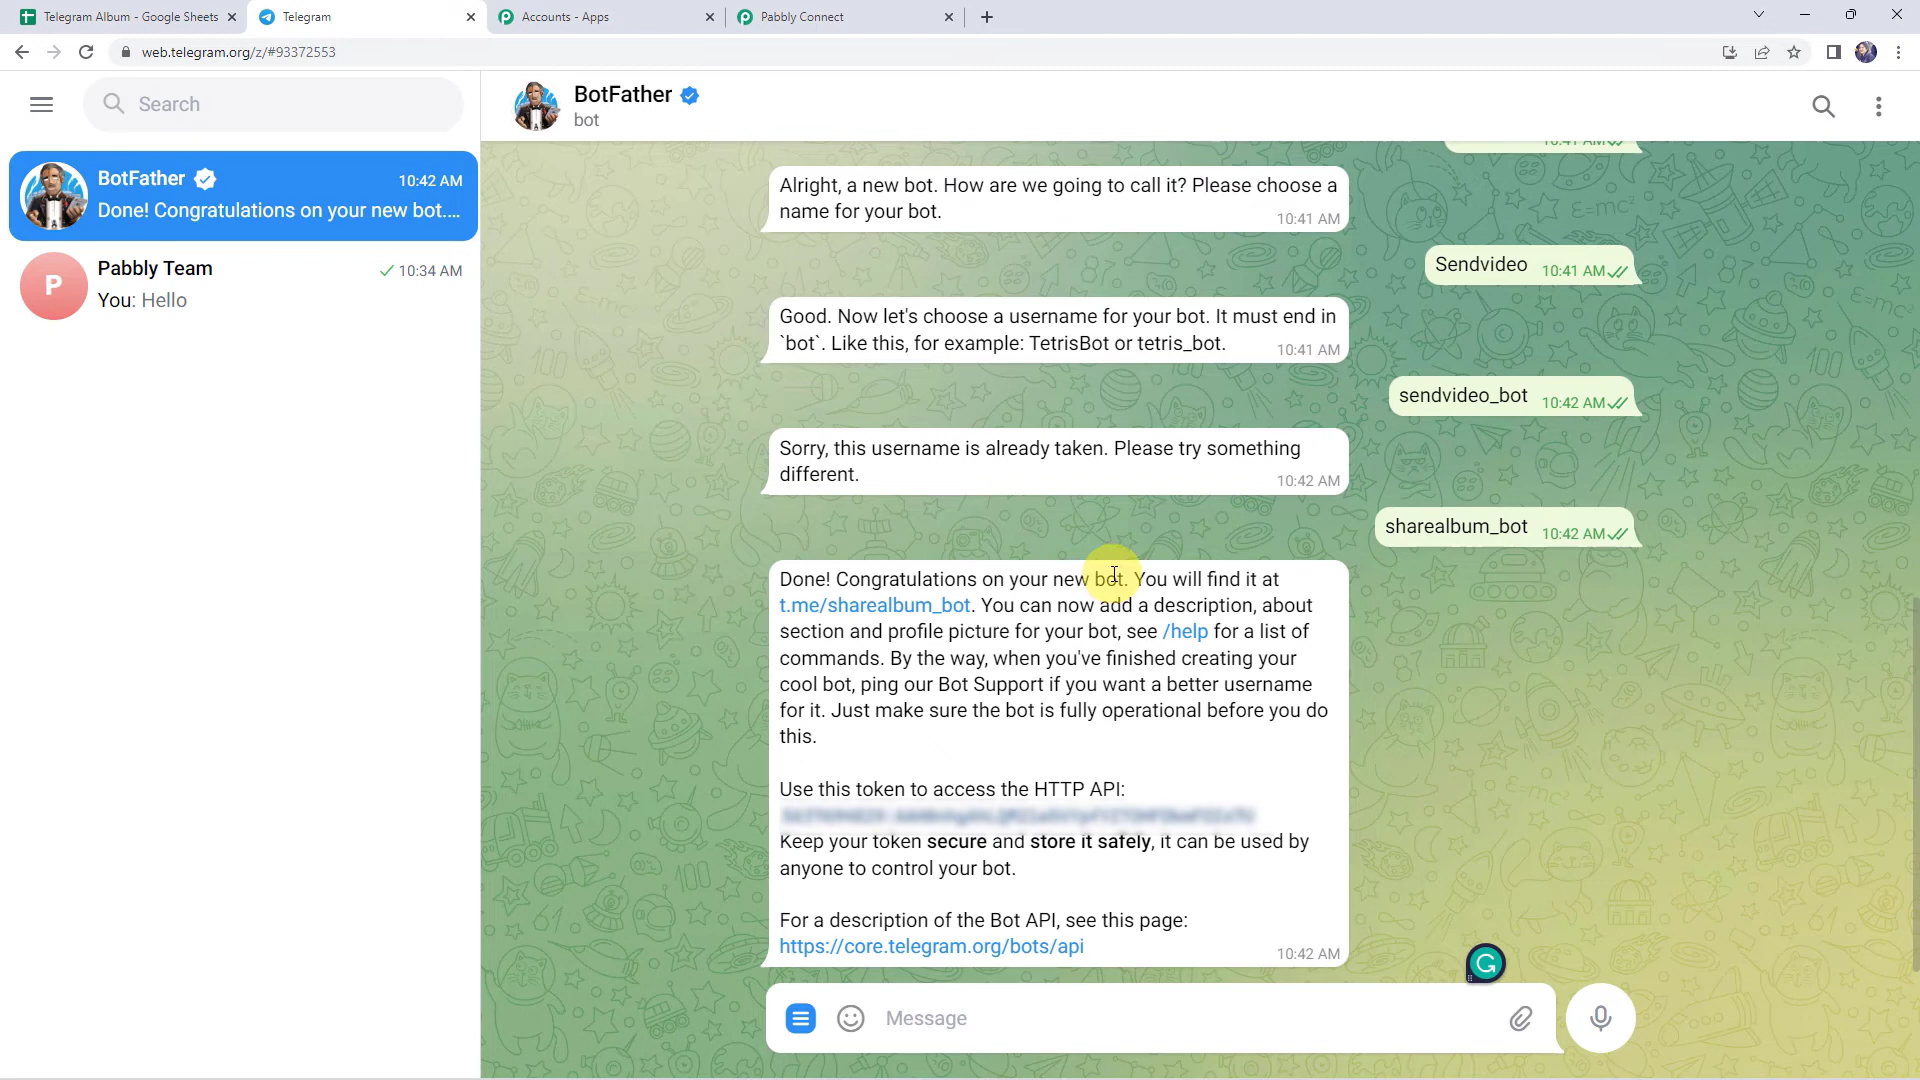 Telegram Album - Google Sheets
Telegram
Accounts - Apps
Pabbly Connect
web.telegram.org/z/#93372553
Search
BotFather
10:42 AM
Done! Congratulations on your new bot....
P
Pabbly Team
10:34 AM
You: Hello
BotFather
bot
10:41 AM
Alright, a new bot. How are we going to call it? Please choose a
name for your bot.
10:41 AM
Sendvideo 10:41 AM
Good. Now let's choose a username for your bot. It must end in
`bot`. Like this, for example: TetrisBot or tetris_bot.
10:41 AM
sendvideo_bot 10:42 AM
Sorry, this username is already taken. Please try something
different.
10:42 AM
sharealbum_bot 10:42 AM
Done! Congratulations on your new bot. You will find it at
t.me/sharealbum_bot. You can now add a description, about
section and profile picture for your bot, see /help for a list of
commands. By the way, when you've finished creating your
cool bot, ping our Bot Support if you want a better username
for it. Just make sure the bot is fully operational before you do
this.
Use this token to access the HTTP API:
Keep your token secure and store it safely, it can be used by
anyone to control your bot.
For a description of the Bot API, see this page:
https://core.telegram.org/bots/api
10:42 AM
Message